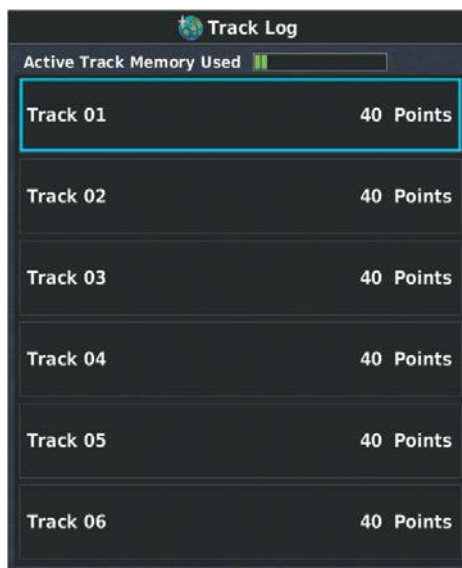 Track Log
Active Track Memory Used
Track 01 40 Points
Track 02 40 Points
Track 03 40 Points
Track 04 40 Points
Track 05 40 Points
Track 06 40 Points